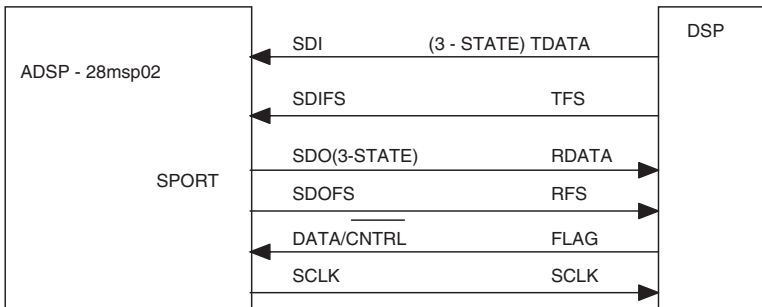 SDI (3 - STATE) TDATA DSP
ADSP - 28msp02
SDIFS TFS
SDO(3-STATE) RDATA
SPORT
SDOFS RFS
DATA/CNTRL FLAG
SCLK SCLK